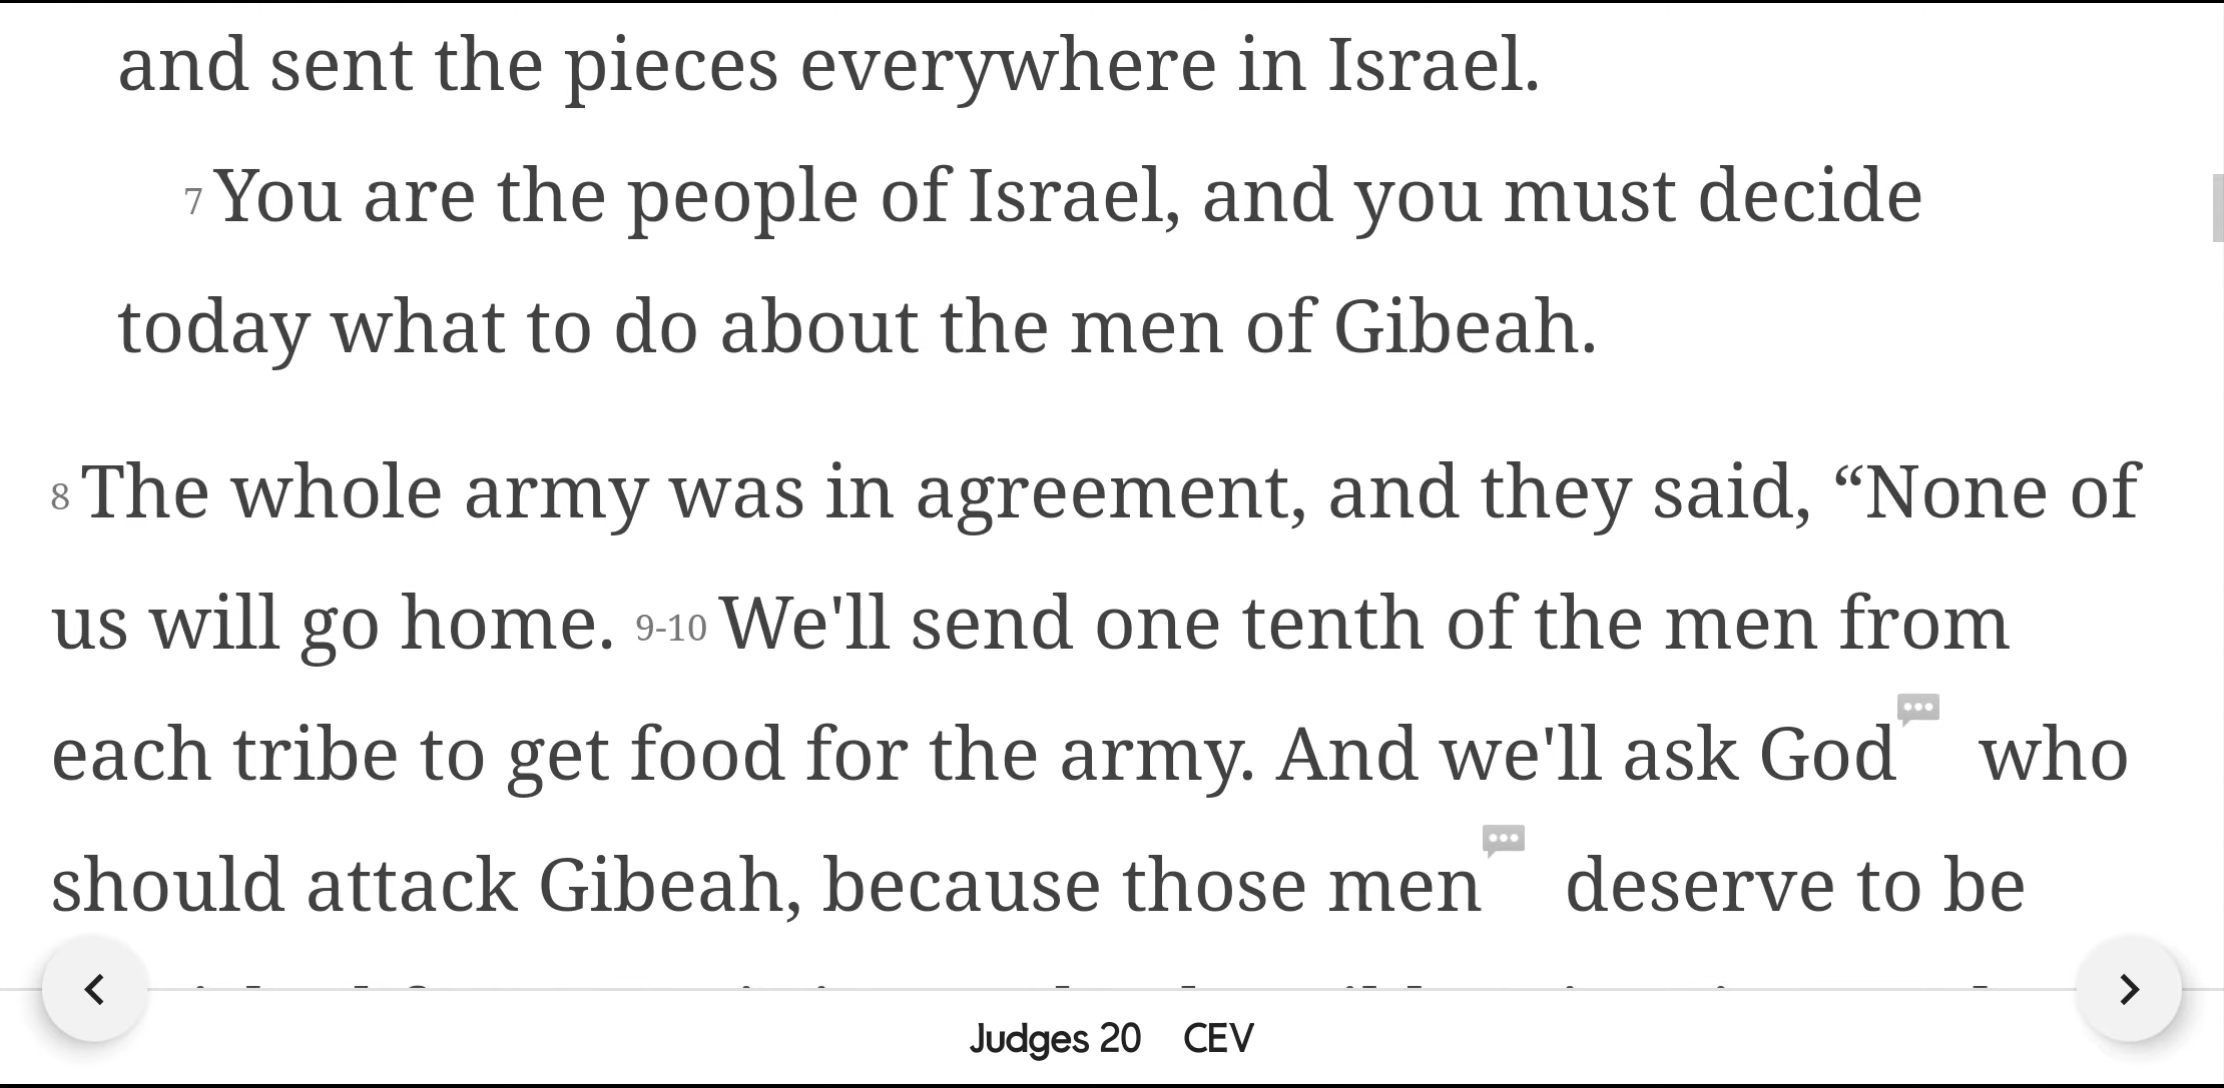 and sent the pieces everywhere in Israel.
7 You are the people of Israel, and you must decide
today what to do about the men of Gibeah.
8 The whole army was in agreement, and they said, “None of
us will go home. 9-10 We'll send one tenth of the men from
each tribe to get food for the army. And we'll ask God who
should attack Gibeah, because those men deserve to be
Judges 20 CEV